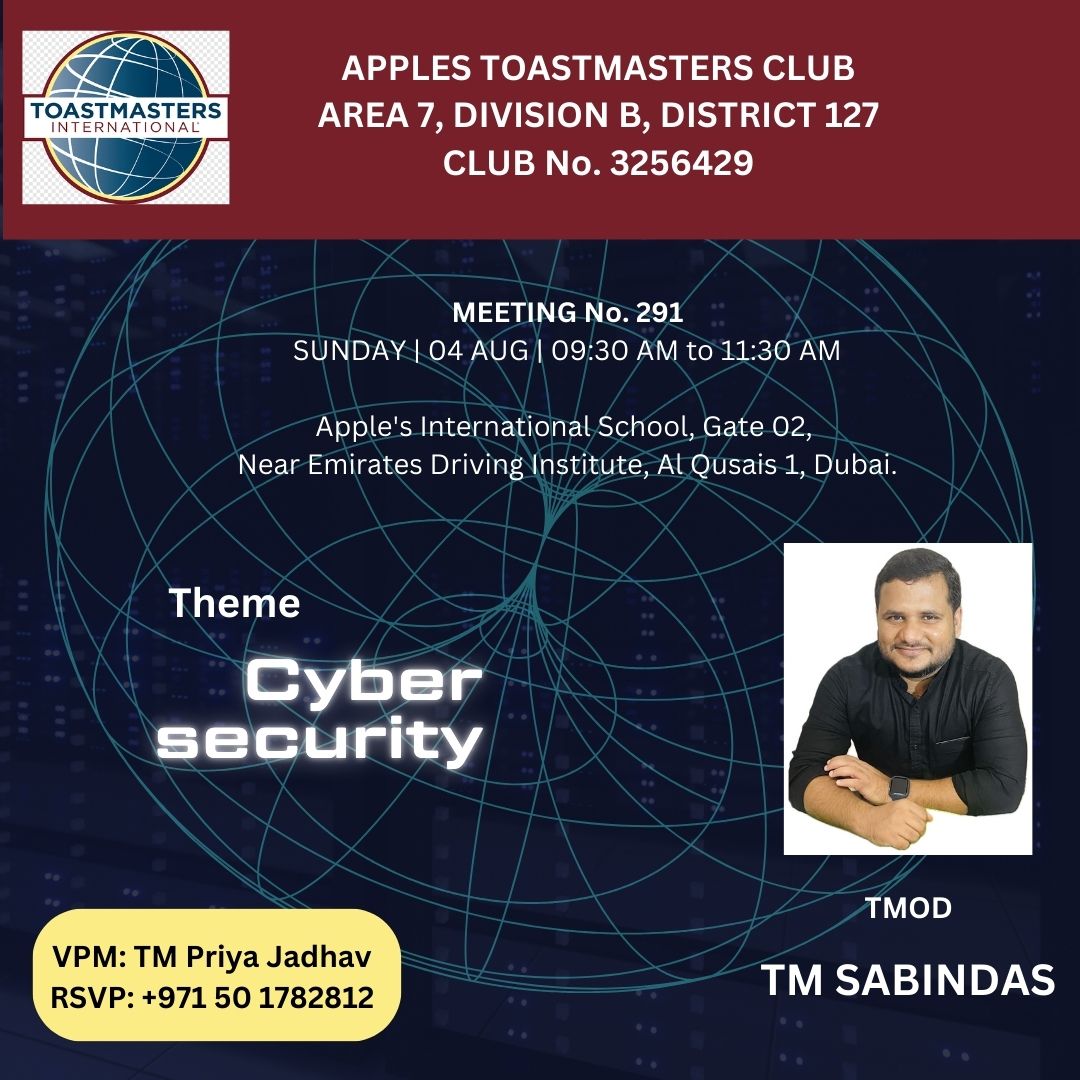 TOASTMASTERS
INTERNATIONAL
APPLES TOASTMASTERS CLUB
AREA 7, DIVISION B, DISTRICT 127
CLUB No. 3256429
MEETING No. 291
SUNDAY | 04 AUG | 09:30 AM to 11:30 AM
Apple's International School, Gate 02,
Near Emirates Driving Institute, Al Qusais 1, Dubai.
Theme
Cyber
security
TMOD
TM SABINDAS
VPM: TM Priya Jadhav
RSVP: +971 50 1782812